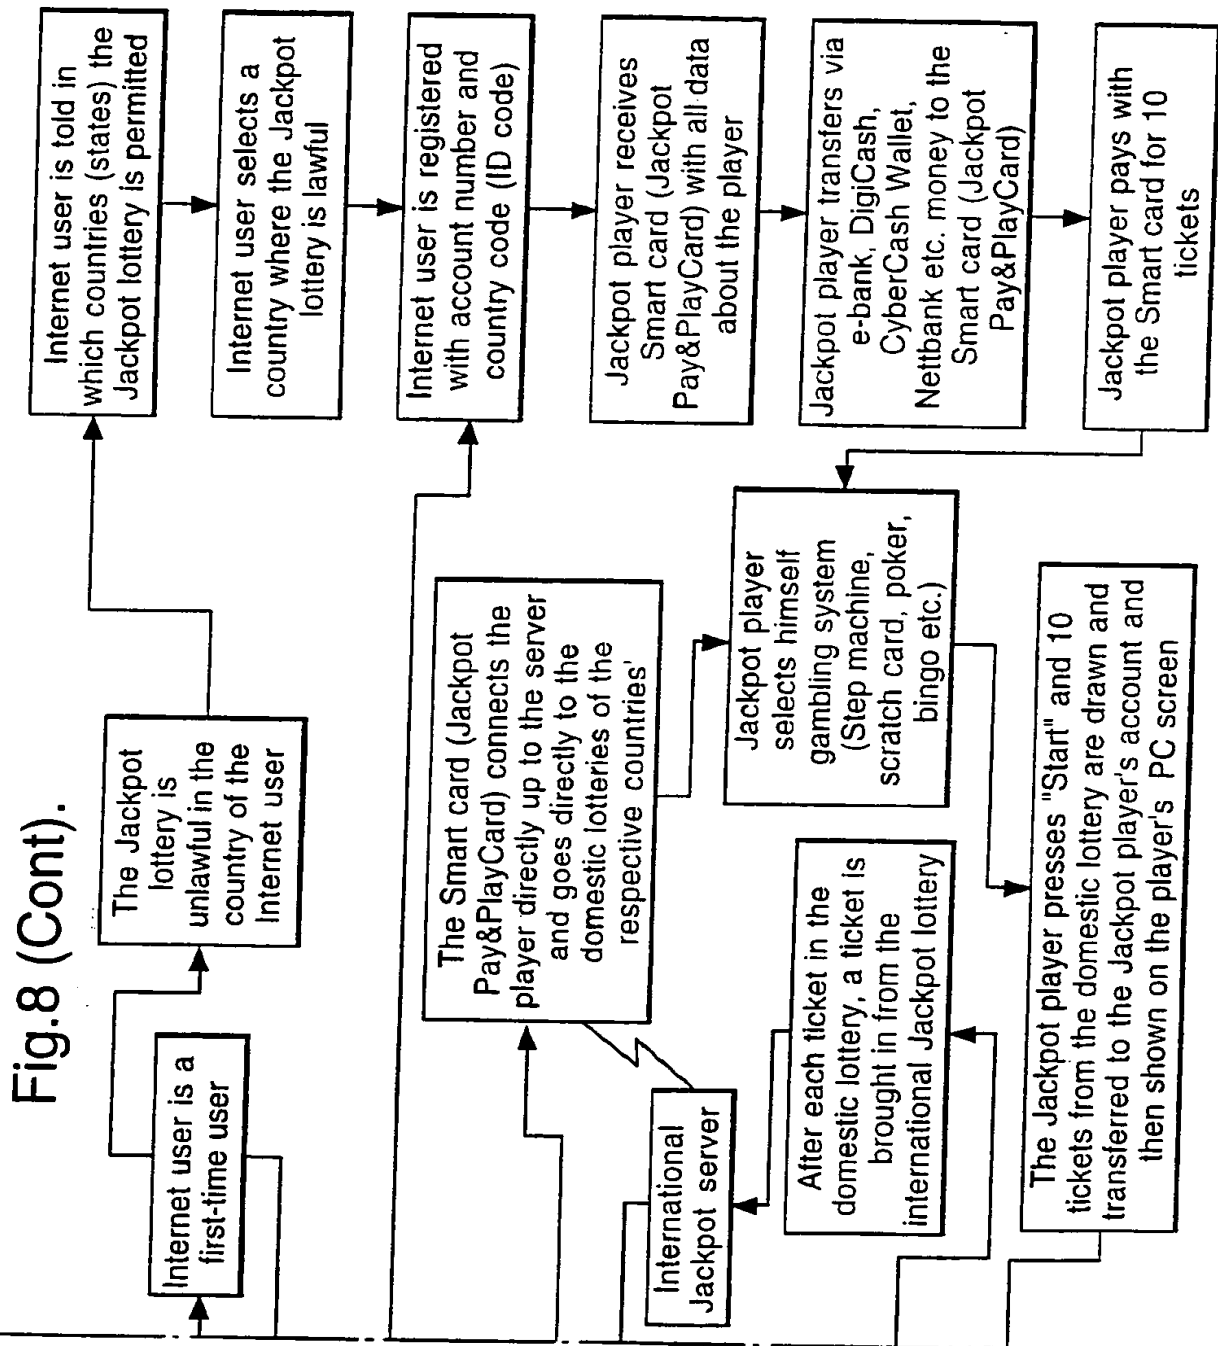 Fig.8 (Cont).
Internet user is a
first-time user
The Jackpot
lottery is
unlawful in the
country of the
Internet user
Internet user is told in
which countries (states) the
Jackpot lottery is permitted
Internet user selects a
country where the Jackpot
lottery is lawful
Internet user is registered
with account number and
country code (ID code)
Jackpot player receives
Smart card (Jackpot
Pay&PlayCard) with all data
about the player
Jackpot player transfers via
e-bank, DigiCash,
CyberCash Wallet,
Nettbank etc. money to the
Smart card (Jackpot
Pay&PlayCard)
Jackpot player pays with
the Smart card for 10
tickets
The Smart card (Jackpot
Pay&PlayCard) connects the
player directly up to the server
and goes directly to the
domestic lotteries of the
respective countries'
Jackpot player
selects himself
gambling system
(Step machine,
scratch card, poker,
bingo etc.)
International
Jackpot server
After each ticket in the
domestic lottery, a ticket is
brought in from the
international Jackpot lottery
The Jackpot player presses "Start" and 10
tickets from the domestic lottery are drawn and
transferred to the Jackpot player's account and
then shown on the player's PC screen